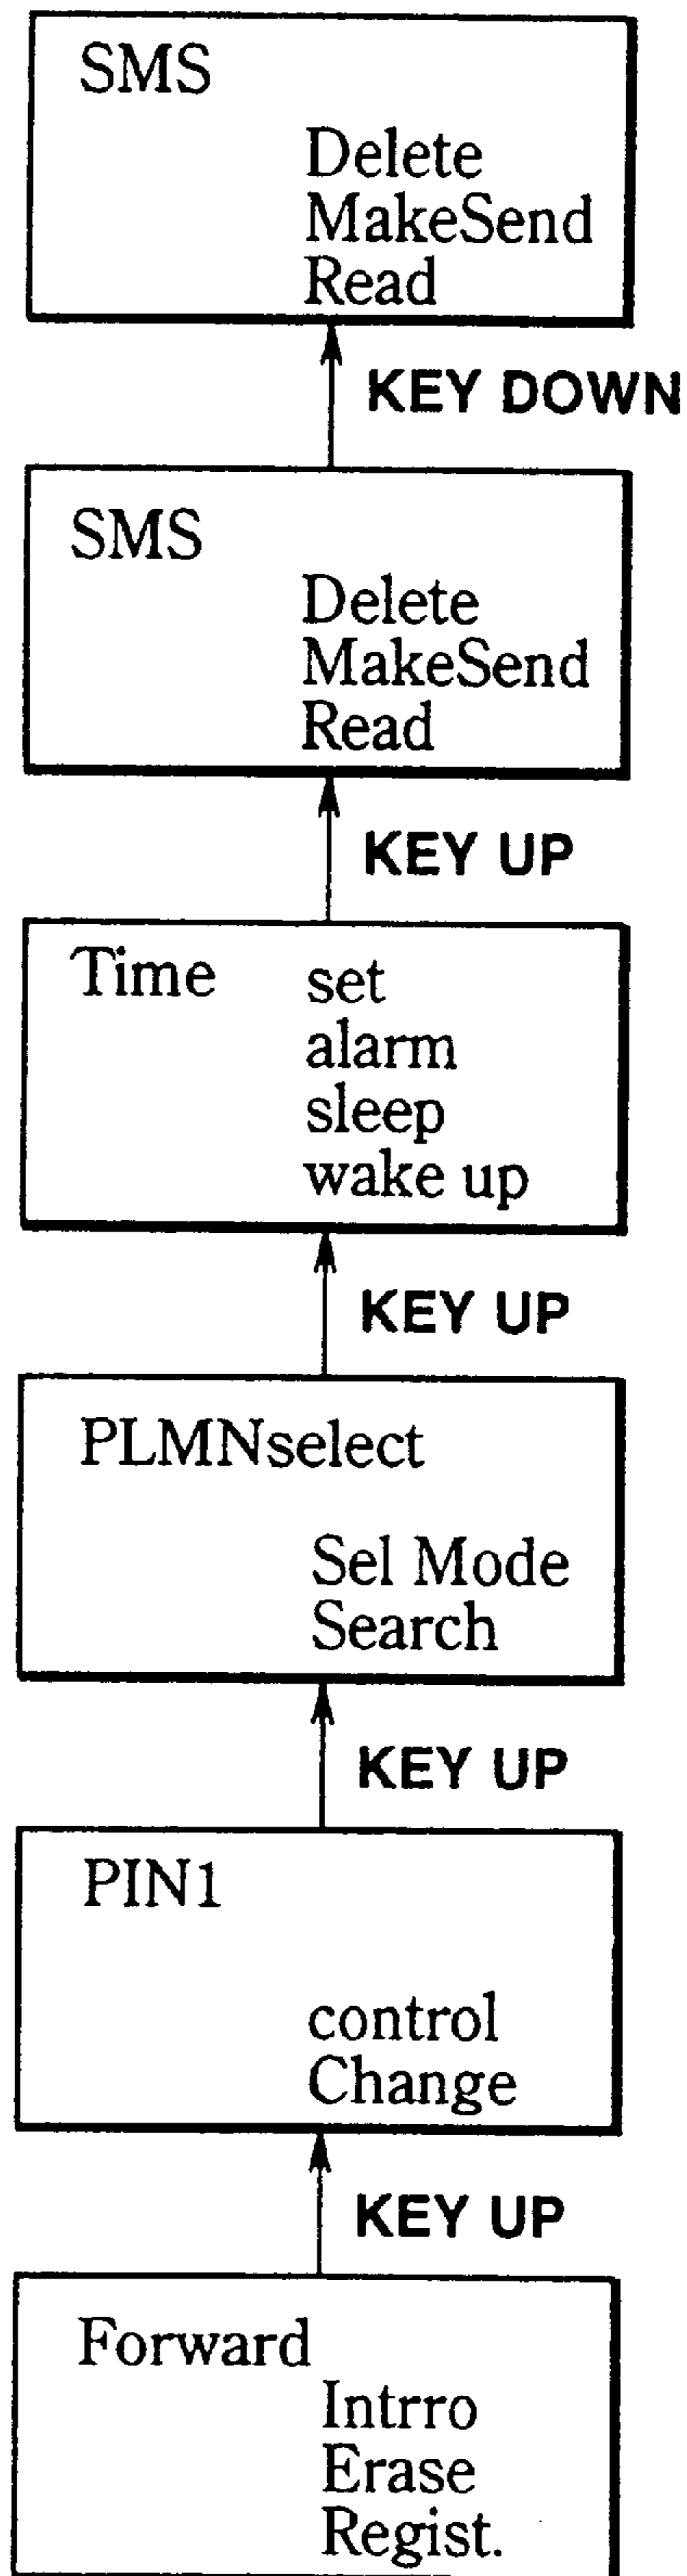 SMS
Delete
MakeSend
Read
KEY DOWN
SMS
Delete
MakeSend
Read
KEY UP
Time set
alarm
sleep
wake up
KEY UP
PLMNselect
Sel Mode
Search
KEY UP
PIN1
control
Change
KEY UP
Forward
Intrro
Erase
Regist.